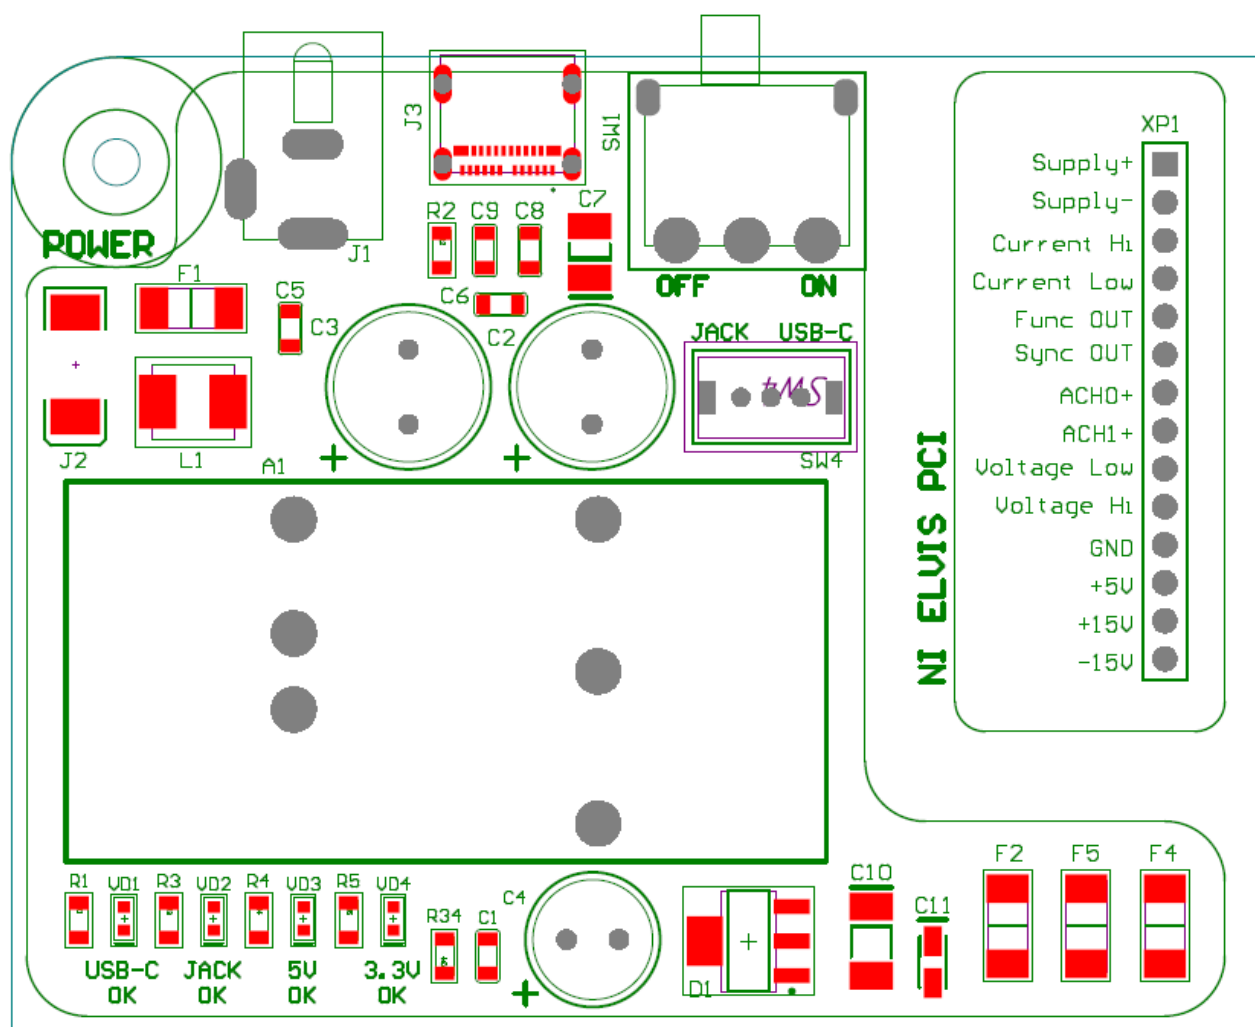 J3
SW1
XP1
Supply+
Supply-
Current Hi
Current Low
Func OUT
Sync OUT
ACH0+
ACH1+
Voltage Low
Voltage Hi
GND
+5V
+15V
-15V
NI ELVIS PCI
POWER
J1
R2
C9
C8
C7
OFF
ON
F1
C5
C3
C6
C2
JACK
USB-C
SW4
SW4
J2
L1
A1
R1
VD1
R3
VD2
R4
VD3
R5
VD4
R34
C1
C4
D1
C10
C11
F2
F5
F4
USB-C
OK
JACK
OK
5V
OK
3.3V
OK